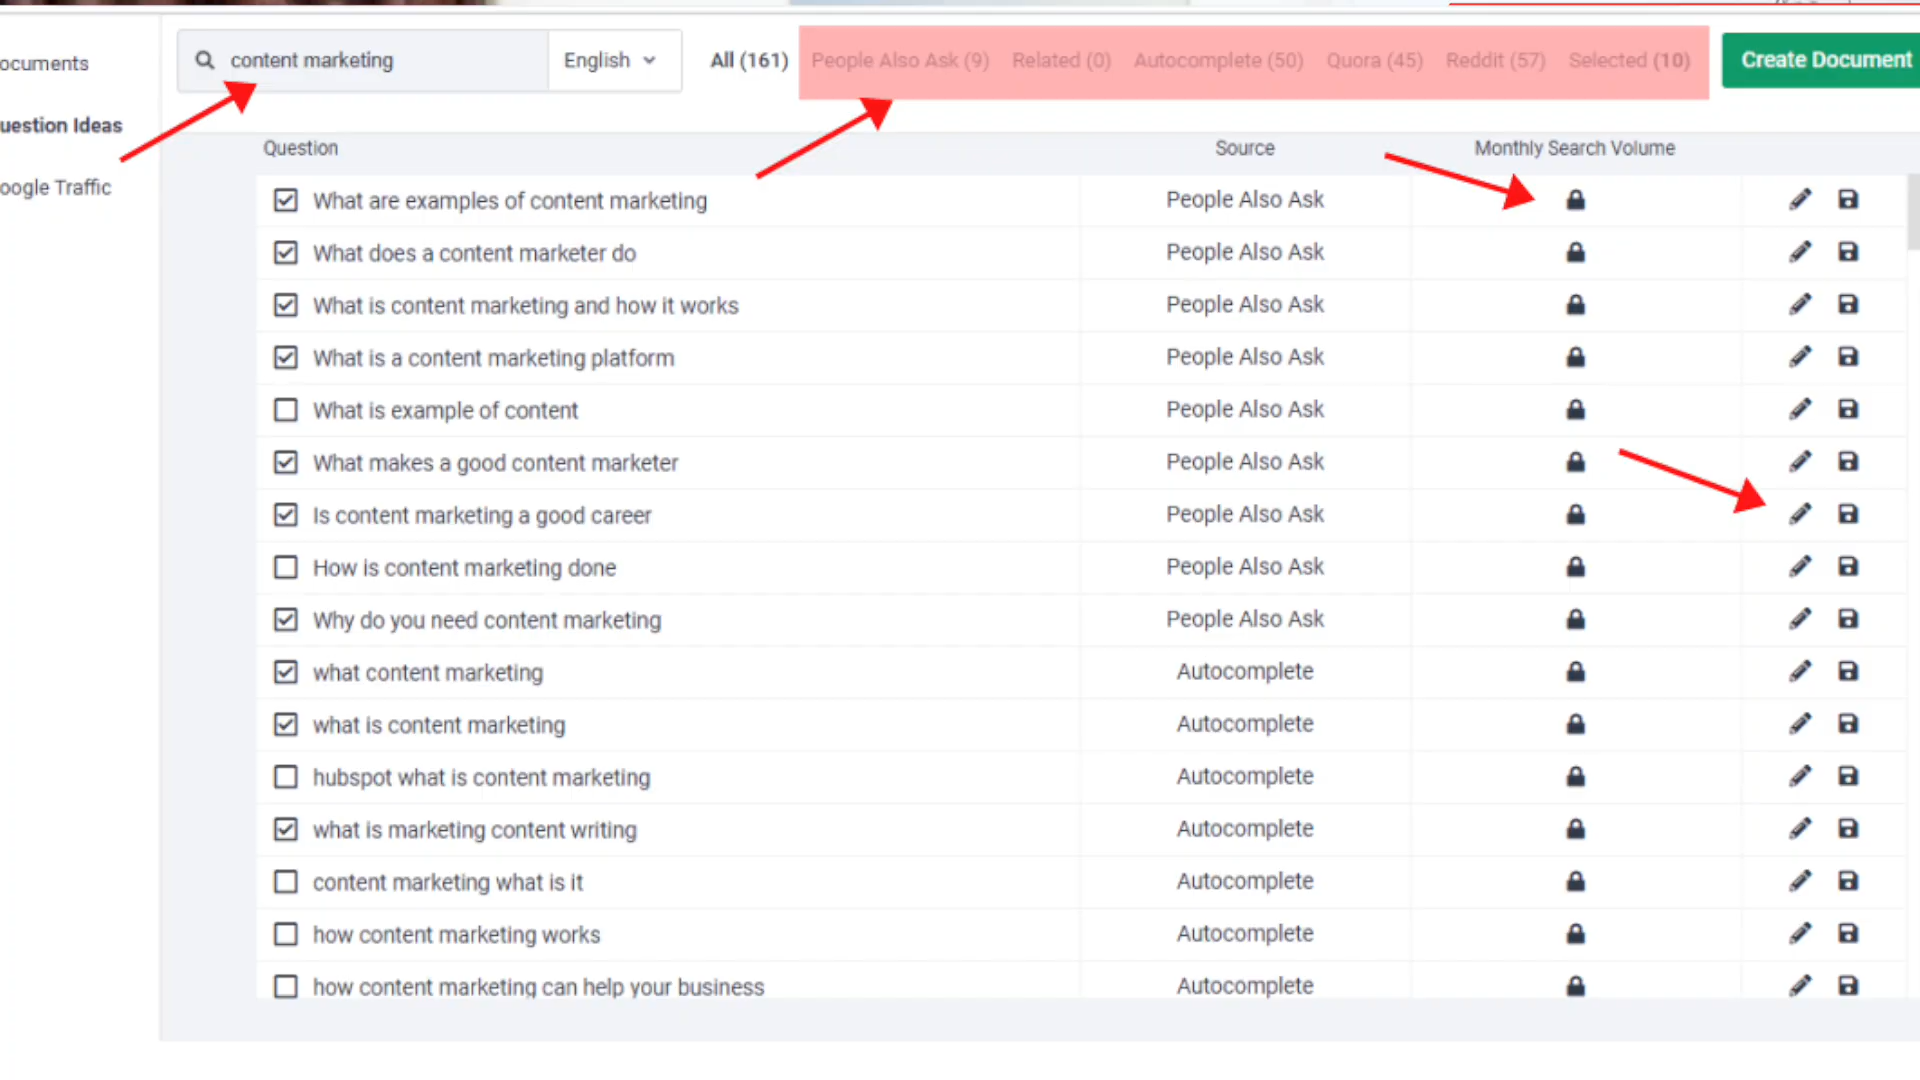 content marketing
English
All (161)
People Also Ask (9)
Related (0)
Autocomplete (50)
Quora (45)
Reddit (57)
Selected (10)
Create Document
ocuments
uestion Ideas
oogle Traffic
Question Source Monthly Search Volume
What are examples of content marketing People Also Ask
What does a content marketer do People Also Ask
What is content marketing and how it works People Also Ask
What is a content marketing platform People Also Ask
What is example of content People Also Ask
What makes a good content marketer People Also Ask
Is content marketing a good career People Also Ask
How is content marketing done People Also Ask
Why do you need content marketing People Also Ask
what content marketing Autocomplete
what is content marketing Autocomplete
hubspot what is content marketing Autocomplete
what is marketing content writing Autocomplete
content marketing what is it Autocomplete
how content marketing works Autocomplete
how content marketing can help your business Autocomplete